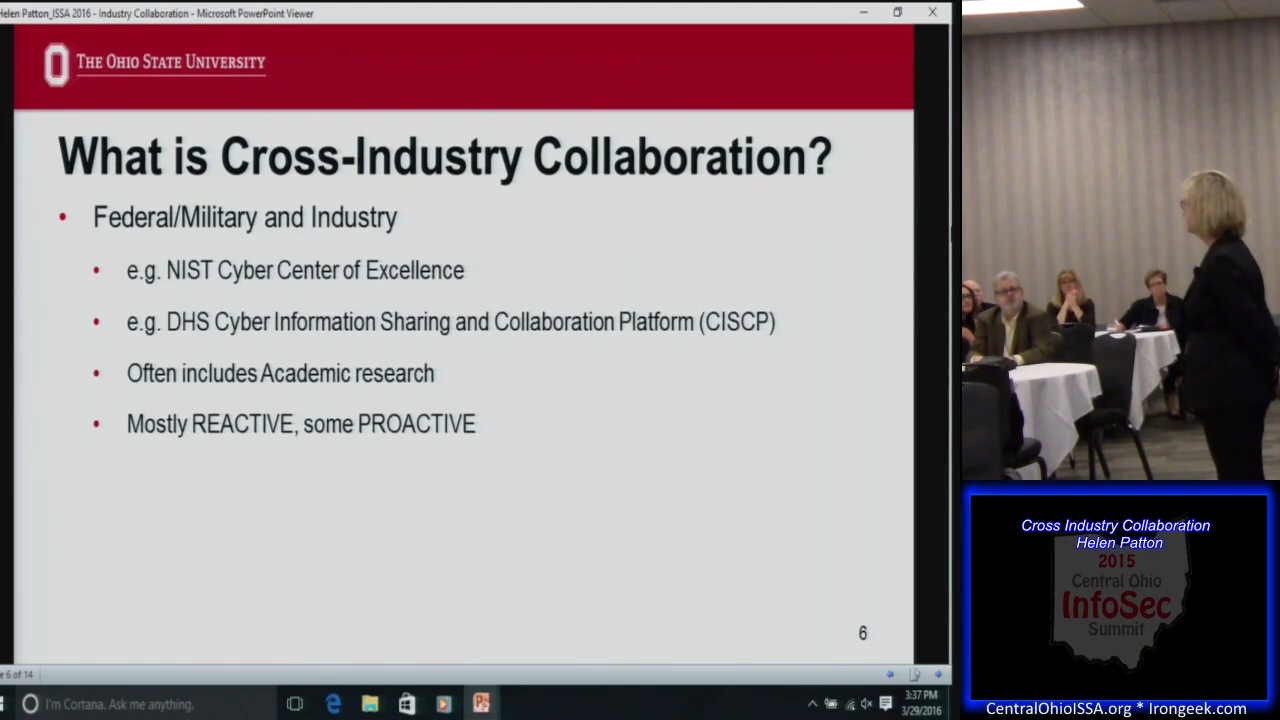 Helen Patton_ISSA 2016 - Industry Collaboration - Microsoft PowerPoint Viewer
THE OHIO STATE UNIVERSITY
What is Cross-Industry Collaboration?
• Federal/Military and Industry
• e.g. NIST Cyber Center of Excellence
• e.g. DHS Cyber Information Sharing and Collaboration Platform (CISCP)
• Often includes Academic research
• Mostly REACTIVE, some PROACTIVE
6
e 6 of 14
I'm Cortana. Ask me anything.
3:37 PM
3/29/2016
Cross Industry Collaboration
Helen Patton
2015
Central Ohio
InfoSec
Summit
CentralOhioISSA.org * Irongeek.com